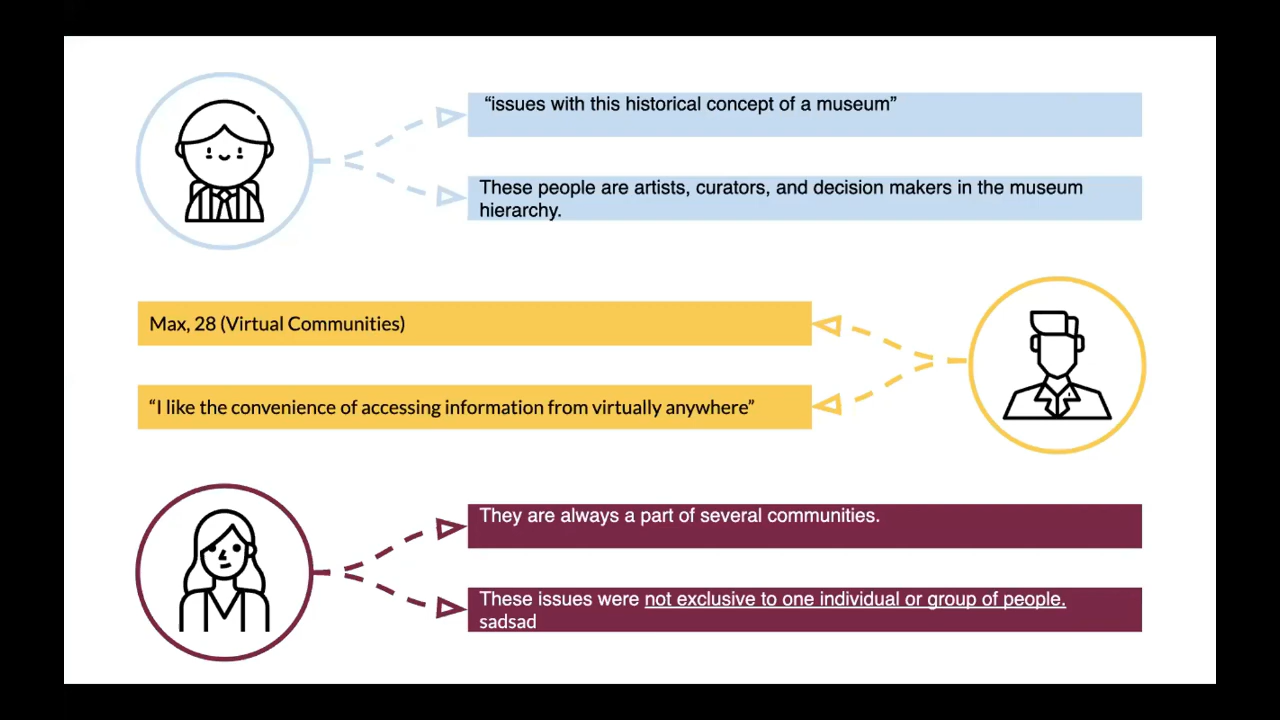 “issues with this historical concept of a museum”
These people are artists, curators, and decision makers in the museum
hierarchy.
Max, 28 (Virtual Communities)
“I like the convenience of accessing information from virtually anywhere”
They are always a part of several communities.
These issues were not exclusive to one individual or group of people.
sadsad